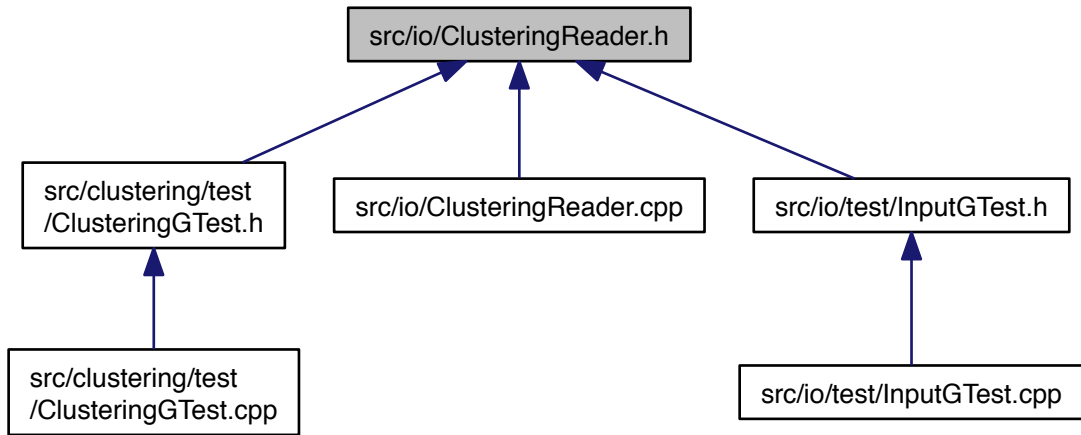 src/io/ClusteringReader.h
src/clustering/test
/ClusteringGTest.h
src/io/ClusteringReader.cpp
src/io/test/InputGTest.h
src/clustering/test
/ClusteringGTest.cpp
src/io/test/InputGTest.cpp